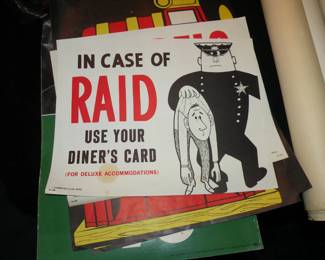 IN CASE OF
RAID
USE YOUR
DINER'S CARD
(FOR DELUXE ACCOMMODATIONS)